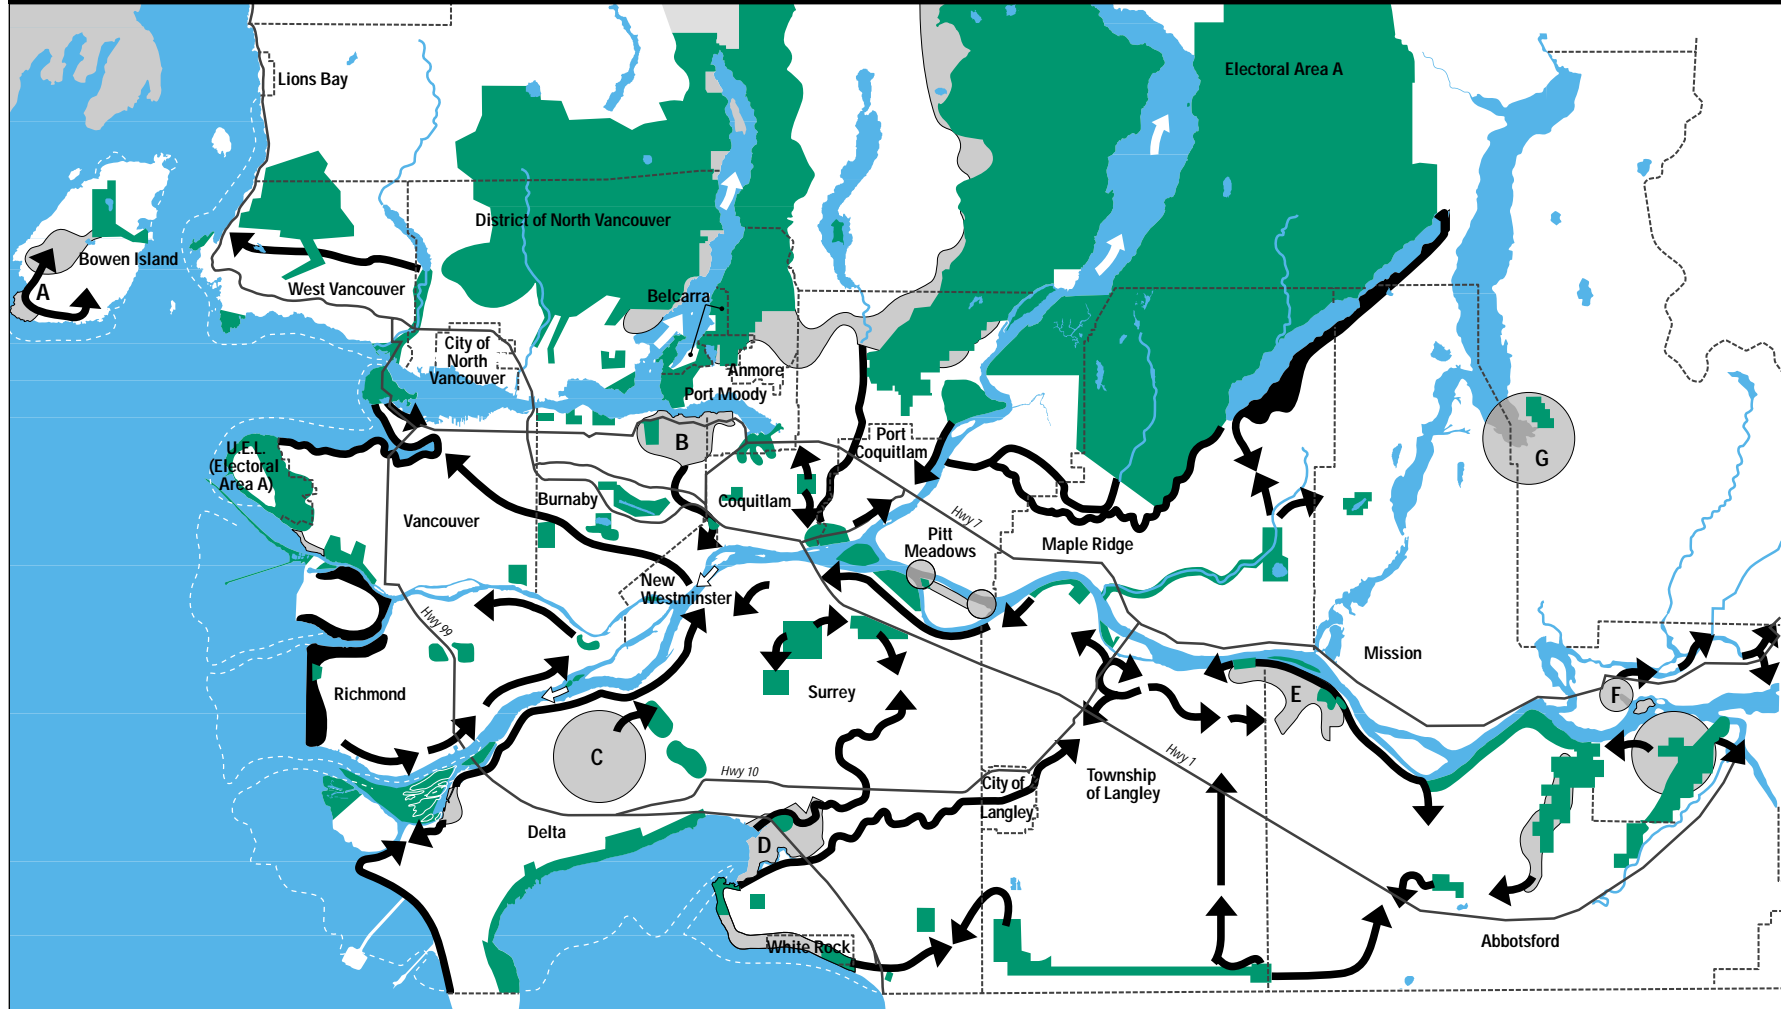 Lions Bay
Electoral Area A
District of North Vancouver
Bowen Island
A
West Vancouver
Belcarra
City of
North
Vancouver
Anmore
Port Moody
U.E.L.
(Electoral
Area A)
B
Port
Coquitlam
G
Burnaby
Coquitlam
Vancouver
Hwy 7
Pitt
Meadows
Maple Ridge
New
Westminster
Hwy 99
Mission
Richmond
Surrey
E
F
C
Hwy 10
Hwy 1
City of
Langley
Township
of Langley
Delta
D
White Rock
Abbotsford